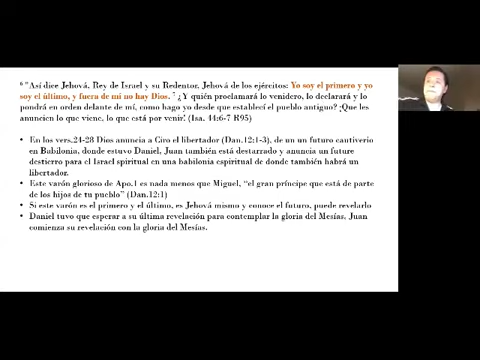 ⁶ "Así dice Jehová, Rey de Israel y su Redentor, Jehová de los ejércitos: Yo soy el primero y yo
soy el último, y fuera de mí no hay Dios. ⁷ ¿Y quién proclamará lo venidero, lo declarará y lo
pondrá en orden delante de mí, como hago yo desde que establecí el pueblo antiguo? ¡Que les
anuncien lo que viene, lo que está por venir! (Isa. 44:6-7 R95)
• En los vers.24-28 Dios anuncia a Ciro el libertador (Dan.12:1-3), de un un futuro cautiverio
en Babilonia, donde estuvo Daniel, Juan también está destarrado y anuncia un future
destierro para el Israel spiritual en una babilonia espiritual de donde también habrá un
libertador.
• Este varón glorioso de Apo.1 es nada menos que Miguel, “el gran príncipe que está de parte
de los hijos de tu pueblo” (Dan.12:1)
• Si este varón es el primero y el último, es Jehová mismo y conoce el futuro, puede revelarlo
• Daniel tuvo que esperar a su última revelación para contemplar la gloria del Mesías, Juan
comienza su revelación con la gloria del Mesías.